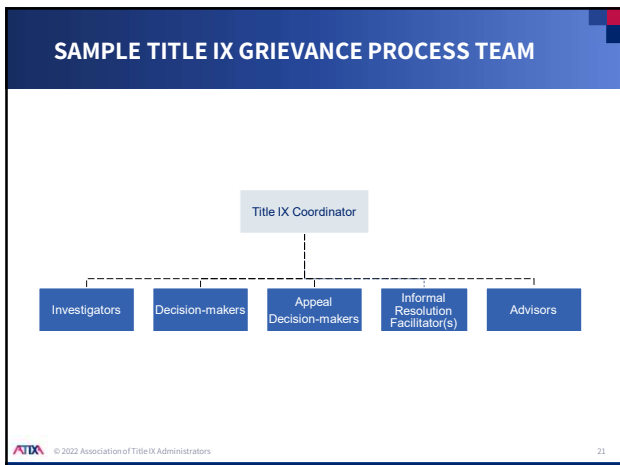 SAMPLE TITLE IX GRIEVANCE PROCESS TEAM
Title IX Coordinator
Investigators
Decision-makers
Appeal
Decision-makers
Informal
Resolution
Facilitator(s)
Advisors
ATIXA © 2022 Association of Title IX Administrators
21